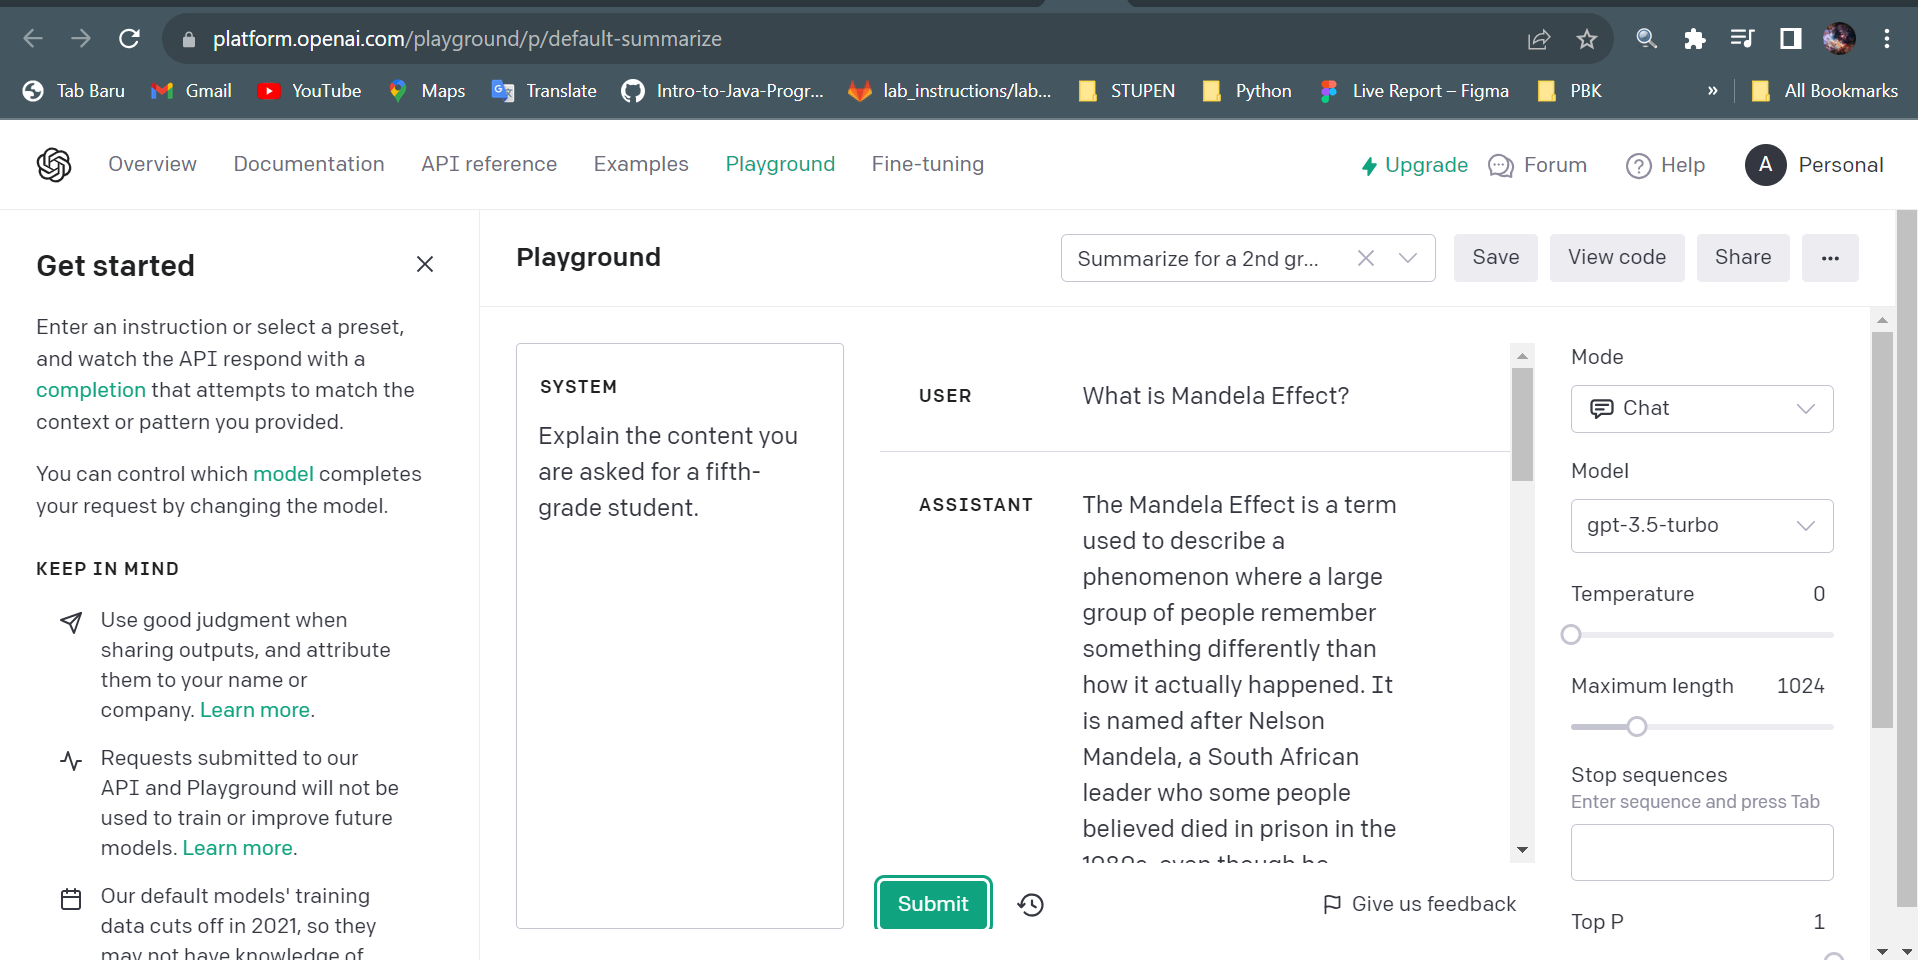 platform.openai.com/playground/p/default-summarize
Tab Baru
Gmail
YouTube
Maps
Translate
Intro-to-Java-Progr...
lab_instructions/lab...
STUPEN
Python
Live Report – Figma
PBK
»
All Bookmarks
Overview
Documentation
API reference
Examples
Playground
Fine-tuning
Upgrade
Forum
Help
A
Personal
Get started
Enter an instruction or select a preset,
and watch the API respond with a
completion that attempts to match the
context or pattern you provided.
You can control which model completes
your request by changing the model.
KEEP IN MIND
Use good judgment when
sharing outputs, and attribute
them to your name or
company. Learn more.
Requests submitted to our
API and Playground will not be
used to train or improve future
models. Learn more.
Our default models' training
data cuts off in 2021, so they
may not have knowledge of
Playground
Summarize for a 2nd gr...
Save
View code
Share
...
SYSTEM
Explain the content you
are asked for a fifth-
grade student.
USER
What is Mandela Effect?
ASSISTANT
The Mandela Effect is a term
used to describe a
phenomenon where a large
group of people remember
something differently than
how it actually happened. It
is named after Nelson
Mandela, a South African
leader who some people
believed died in prison in the
1980s, even though he
Submit
Give us feedback
Mode
Chat
Model
gpt-3.5-turbo
Temperature 0
Maximum length 1024
Stop sequences
Enter sequence and press Tab
Top P 1